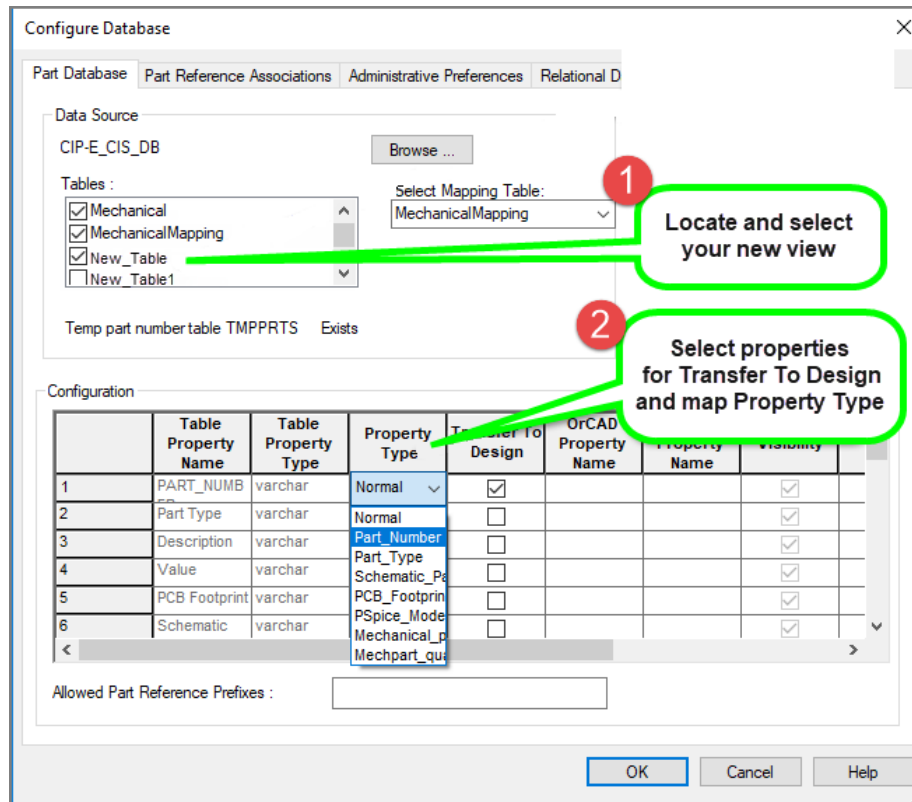 Configure Database
Part Database Part Reference Associations Administrative Preferences Relational D
Data Source
CIP-E_CIS_DB
Browse ...
Tables :
Select Mapping Table:
Mechanical
MechanicalMapping
MechanicalMapping
New_Table
New_Table1
1
Locate and select
your new view
Temp part number table TMPPRTS Exists
2
Select properties
for Transfer To Design
and map Property Type
Configuration
Table Property Name
Table Property Type
Property Type
Transfer To Design
OrCAD Property Name
Property Name
Visibility
1 PART_NUMB varchar Normal
2 Part Type varchar
3 Description varchar
4 Value varchar
5 PCB Footprint varchar
6 Schematic varchar
Normal
Part_Number
Part_Type
Schematic_Pa
PCB_Footprin
PSpice_Mode
Mechanical_p
Mechpart_qua
Allowed Part Reference Prefixes :
OK Cancel Help